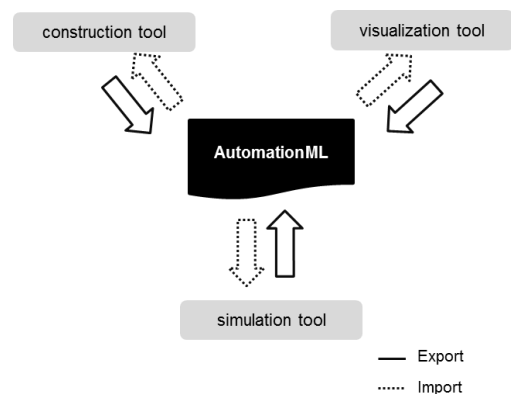 construction tool
visualization tool
AutomationML
simulation tool
Export
Import